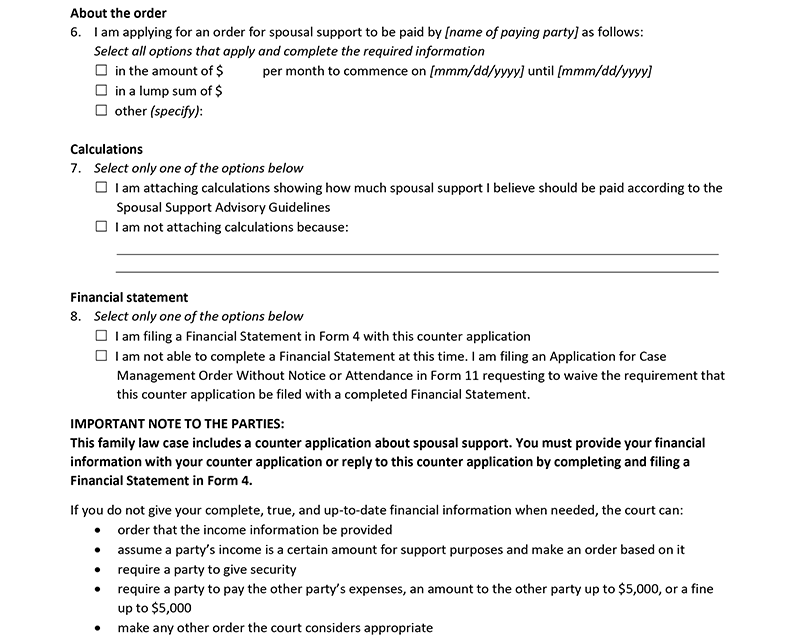 About the order
6. I am applying for an order for spousal support to be paid by [name of paying party] as follows:
Select all options that apply and complete the required information
☐ in the amount of $ per month to commence on [mmm/dd/yyyy] until [mmm/dd/yyyy]
☐ in a lump sum of $
☐ other (specify):
Calculations
7. Select only one of the options below
☐ I am attaching calculations showing how much spousal support I believe should be paid according to the
Spousal Support Advisory Guidelines
☐ I am not attaching calculations because:
Financial statement
8. Select only one of the options below
☐ I am filing a Financial Statement in Form 4 with this counter application
☐ I am not able to complete a Financial Statement at this time. I am filing an Application for Case
Management Order Without Notice or Attendance in Form 11 requesting to waive the requirement that
this counter application be filed with a completed Financial Statement.
IMPORTANT NOTE TO THE PARTIES:
This family law case includes a counter application about spousal support. You must provide your financial
information with your counter application or reply to this counter application by completing and filing a
Financial Statement in Form 4.
If you do not give your complete, true, and up-to-date financial information when needed, the court can:
• order that the income information be provided
• assume a party's income is a certain amount for support purposes and make an order based on it
• require a party to give security
• require a party to pay the other party's expenses, an amount to the other party up to $5,000, or a fine
up to $5,000
• make any other order the court considers appropriate